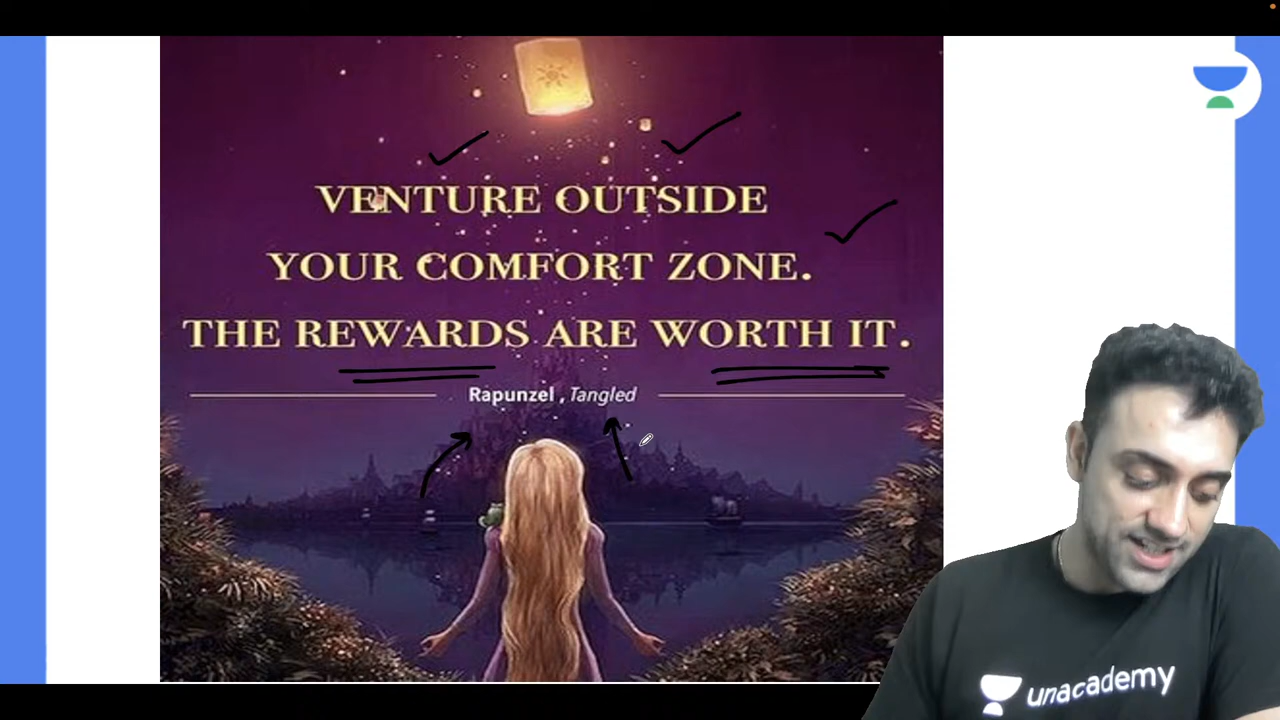 VENTURE OUTSIDE
YOUR COMFORT ZONE.
THE REWARDS ARE WORTH IT.
Rapunzel , Tangled
unacademy